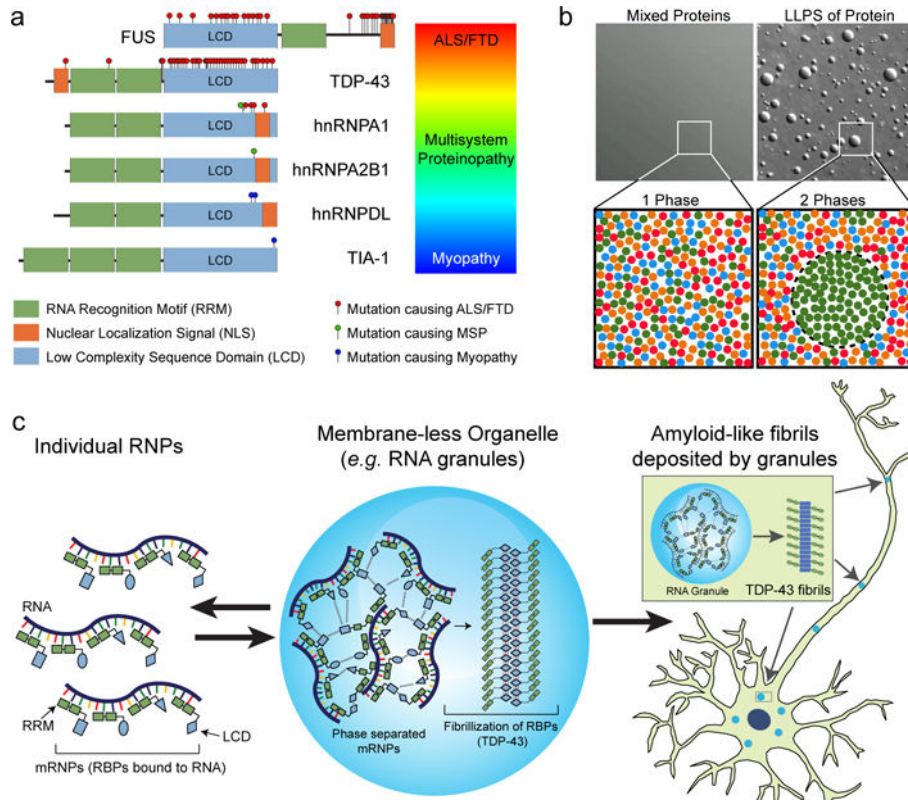 a
FUS
LCD
ALS/FTD
LCD
TDP-43
LCD
hnRNPA1
Multisystem
Proteinopathy
LCD
hnRNPA2B1
LCD
hnRNPDL
LCD
TIA-1
Myopathy
RNA Recognition Motif (RRM)
Nuclear Localization Signal (NLS)
Low Complexity Sequence Domain (LCD)
Mutation causing ALS/FTD
Mutation causing MSP
Mutation causing Myopathy
b
Mixed Proteins
LLPS of Protein
1 Phase
2 Phases
c
Individual RNPs
RNA
RRM
LCD
mRNPs (RBPs bound to RNA)
Membrane-less Organelle
(e.g. RNA granules)
Phase separated
mRNPs
Fibrillization of RBPs
(TDP-43)
Amyloid-like fibrils
deposited by granules
RNA Granule
TDP-43 fibrils